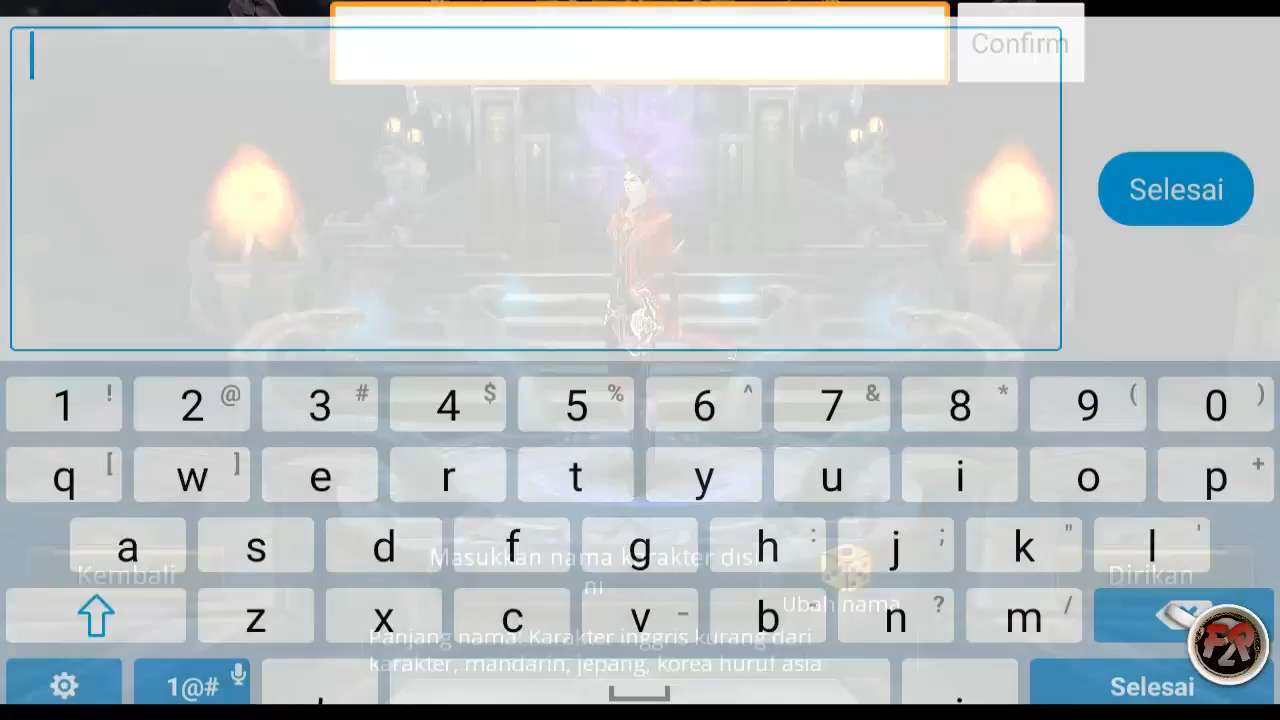 Confirm
Selesai
1 ! 2 @ 3 # 4 $ 5 % 6 ^ 7 & 8 * 9 ( 0 )
q [ w ] e r t y u i o p +
a s d f g h : j ; k " l '
Masukkan nama karakter disi
ni
Kembali
Dirikan
z x c v - b n ? m /
Ubah nama
Panjang nama! Karakter inggris kurang dari
karakter, mandarin, jepang, korea huruf asia
1@# , . Selesai
F2R